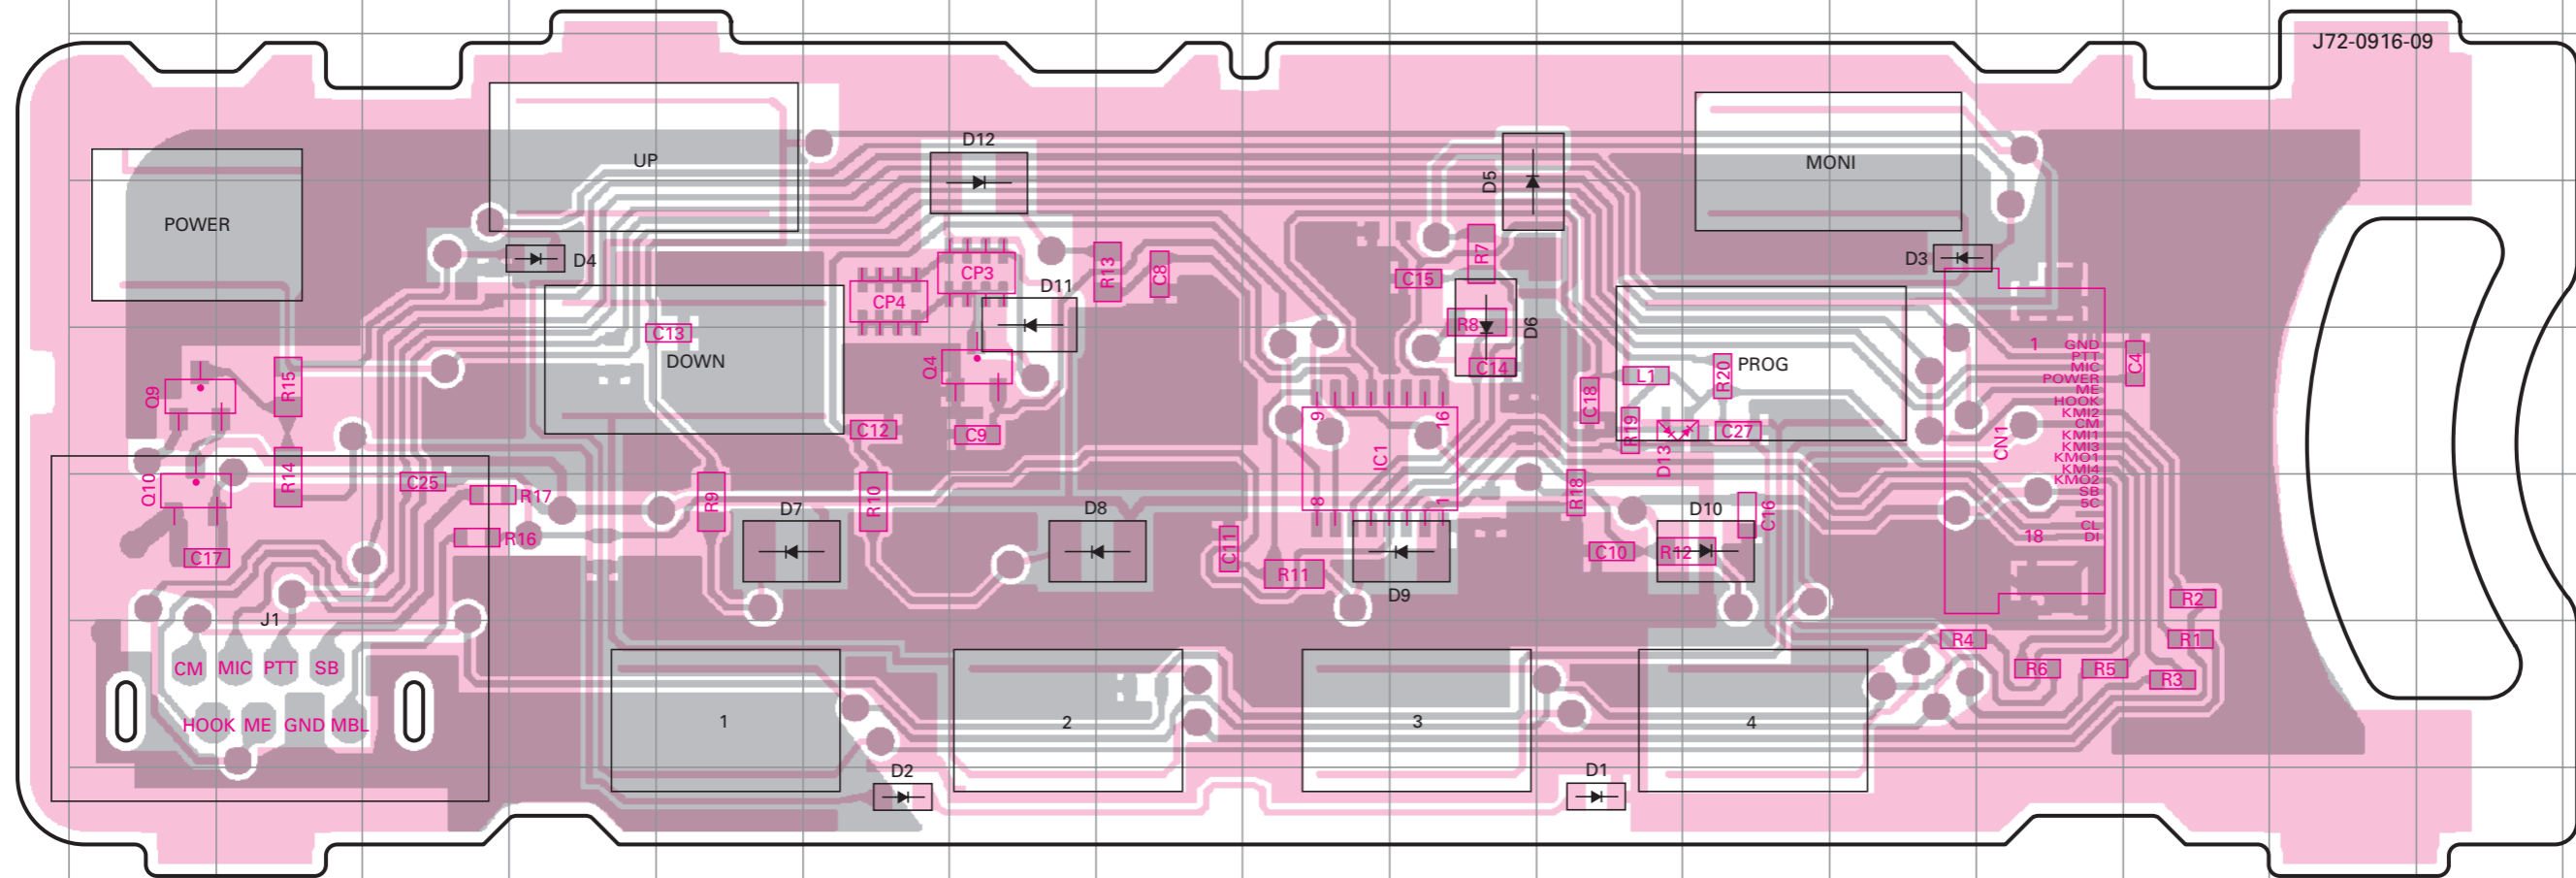 J72-0916-09
D12
UP
MONI
D5
POWER
D4
R7
D3
CP3
R13
C8
C15
D11
CP4
R8
D6
C13
DOWN
1
GND
PTT
MIC
POWER
ME
HOOK
KMI2
CM
KMI1
KMI3
KMO1
KMI4
KMO2
SB
5C
CL
18
DI
C4
Q4
C14
PROG
L1
R20
Q9
R15
C18
9
16
C12
C9
R19
C27
CN1
IC1
D13
R14
C25
Q10
R17
R9
R10
8
1
R18
D7
D8
D10
C16
R16
C17
C11
C10
R12
R11
D9
R2
J1
R4
R1
CM
MIC
PTT
SB
R6
R5
R3
HOOK
ME
GND
MBL
1
2
3
4
D2
D1